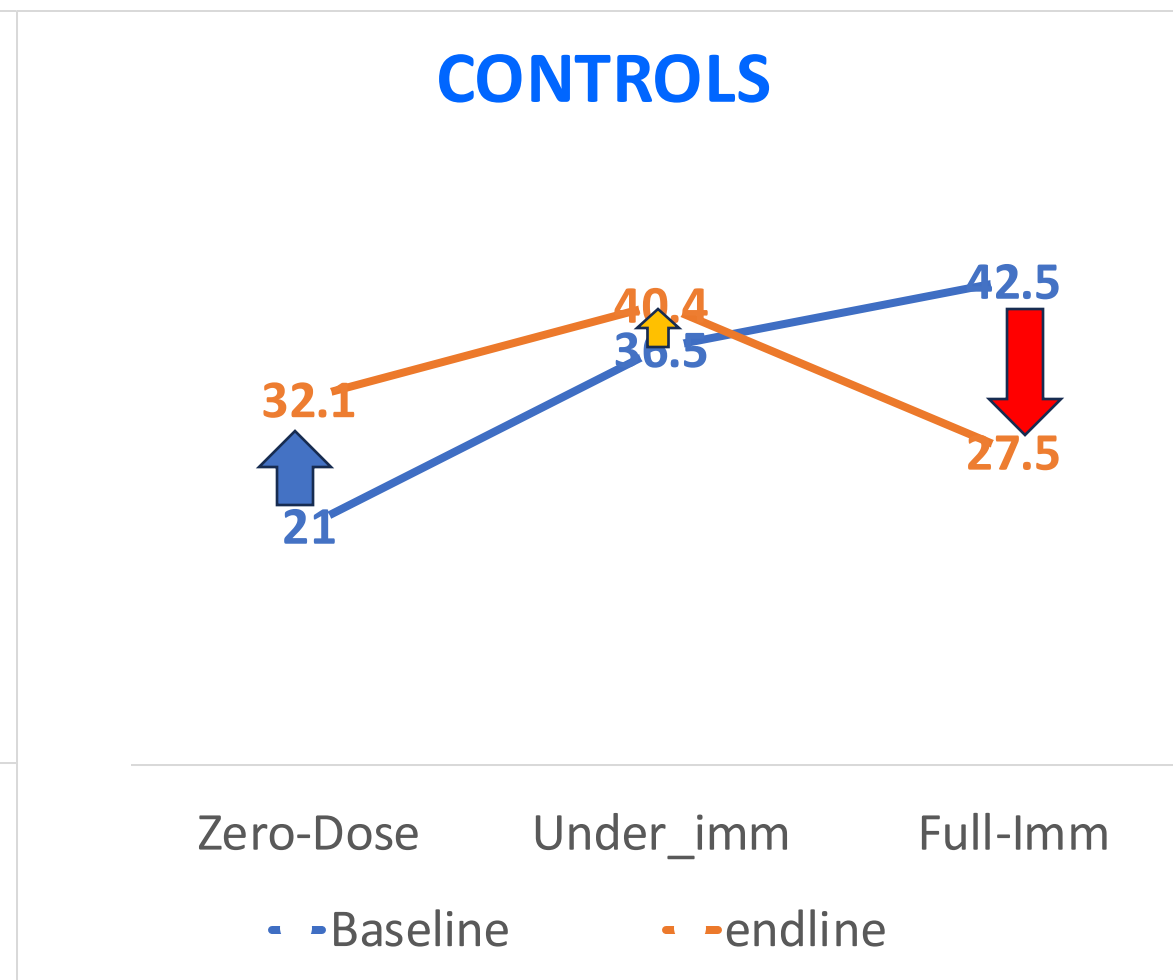 CONTROLS
42.5
40.4
36.5
32.1
27.5
21
Zero-Dose Under_imm Full-Imm
Baseline endline